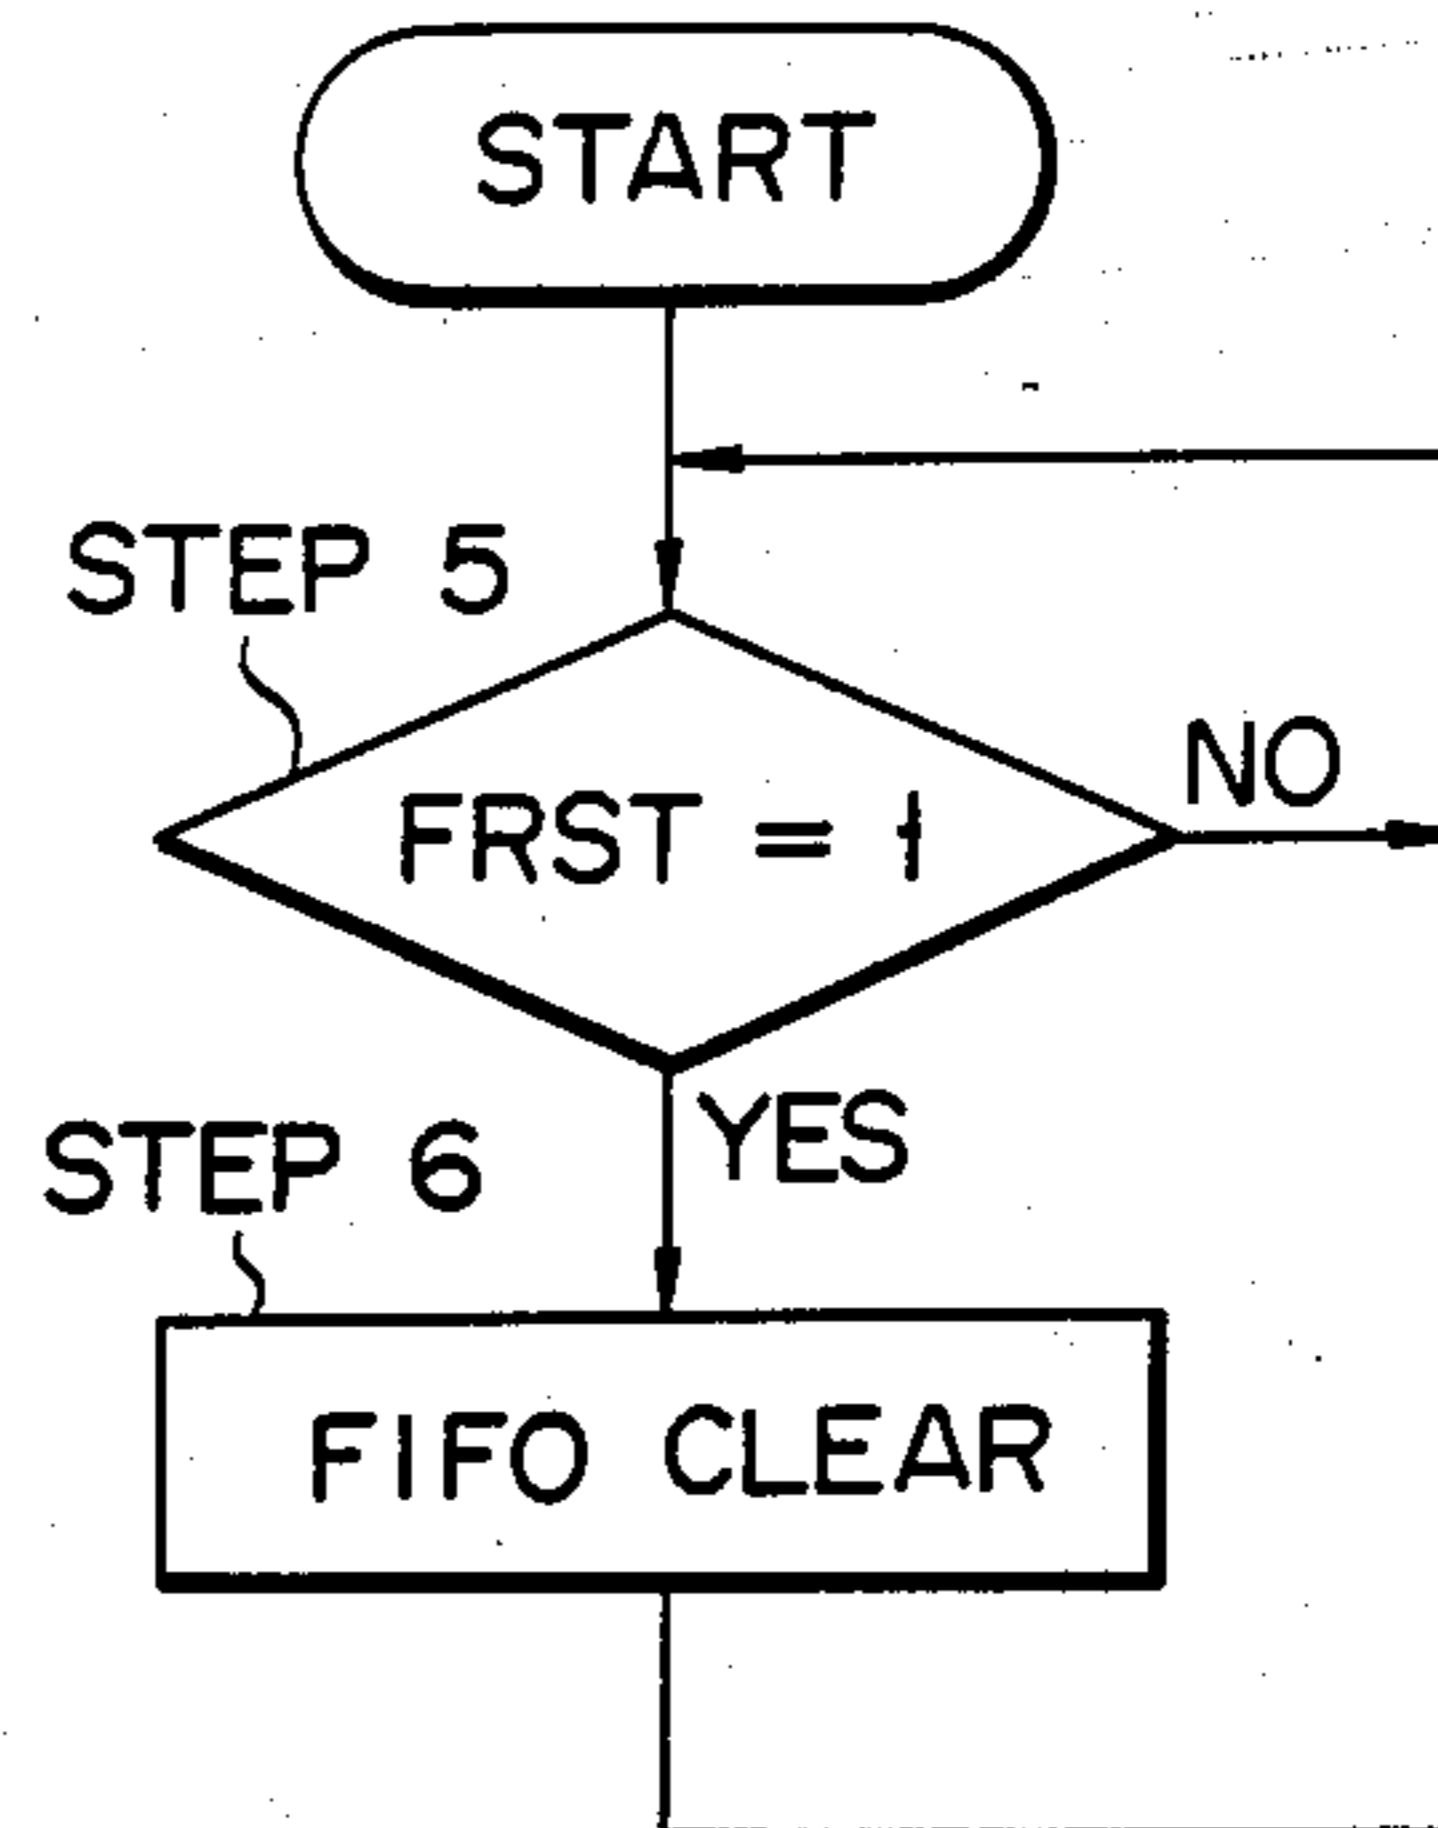 START
STEP 5
NO
FRST = 1
YES
STEP 6
FIFO CLEAR